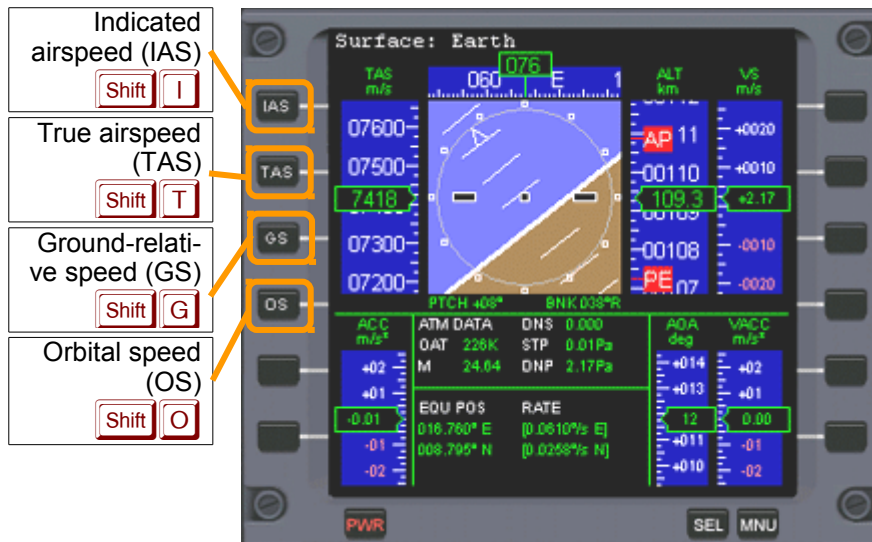 Indicated
airspeed (IAS)
Shift I
True airspeed
(TAS)
Shift T
Ground-relati-
ve speed (GS)
Shift G
Orbital speed
(OS)
Shift O
IAS
TAS
GS
OS
Surface: Earth
TAS
m/s
060 E 1
076
ALT
km
VS
m/s
07600
07500
7418
07300
07200
AP 11
00110
109.3
00108
PE 07
+0020
+0010
+2.17
-0010
-0020
PTCH +08° BNK 038°R
ACC
m/s²
+02
+01
-0.01
-01
-02
ATM DATA DNS 0.000
OAT 226K STP 0.01Pa
M 24.64 DNP 2.17Pa
EQU POS RATE
016.760° E [0.0610°/s E]
008.795° N [0.0258°/s N]
AOA
deg
+014
+013
12
+011
+010
VACC
m/s²
+02
+01
0.00
-01
-02
PWR SEL MNU